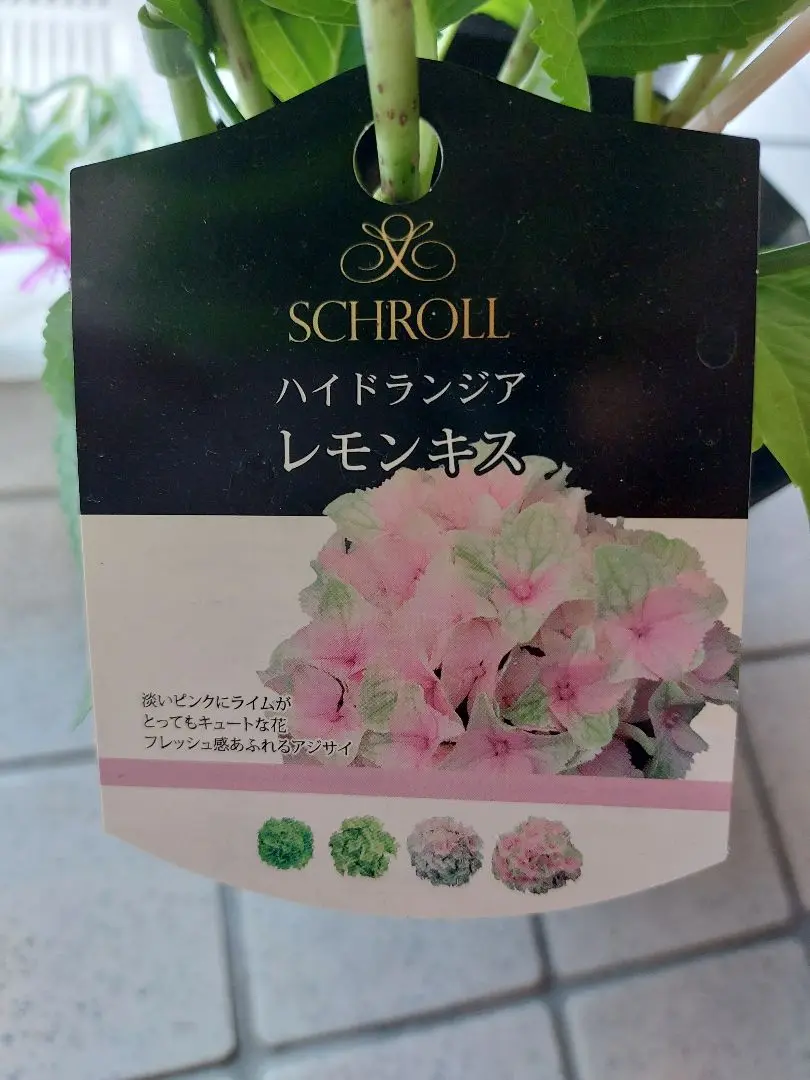 SCHROLL
ハイドランジア
レモンキス
淡いピンクにライムが
とってもキュートな花
フレッシュ感あふれるアジサイ